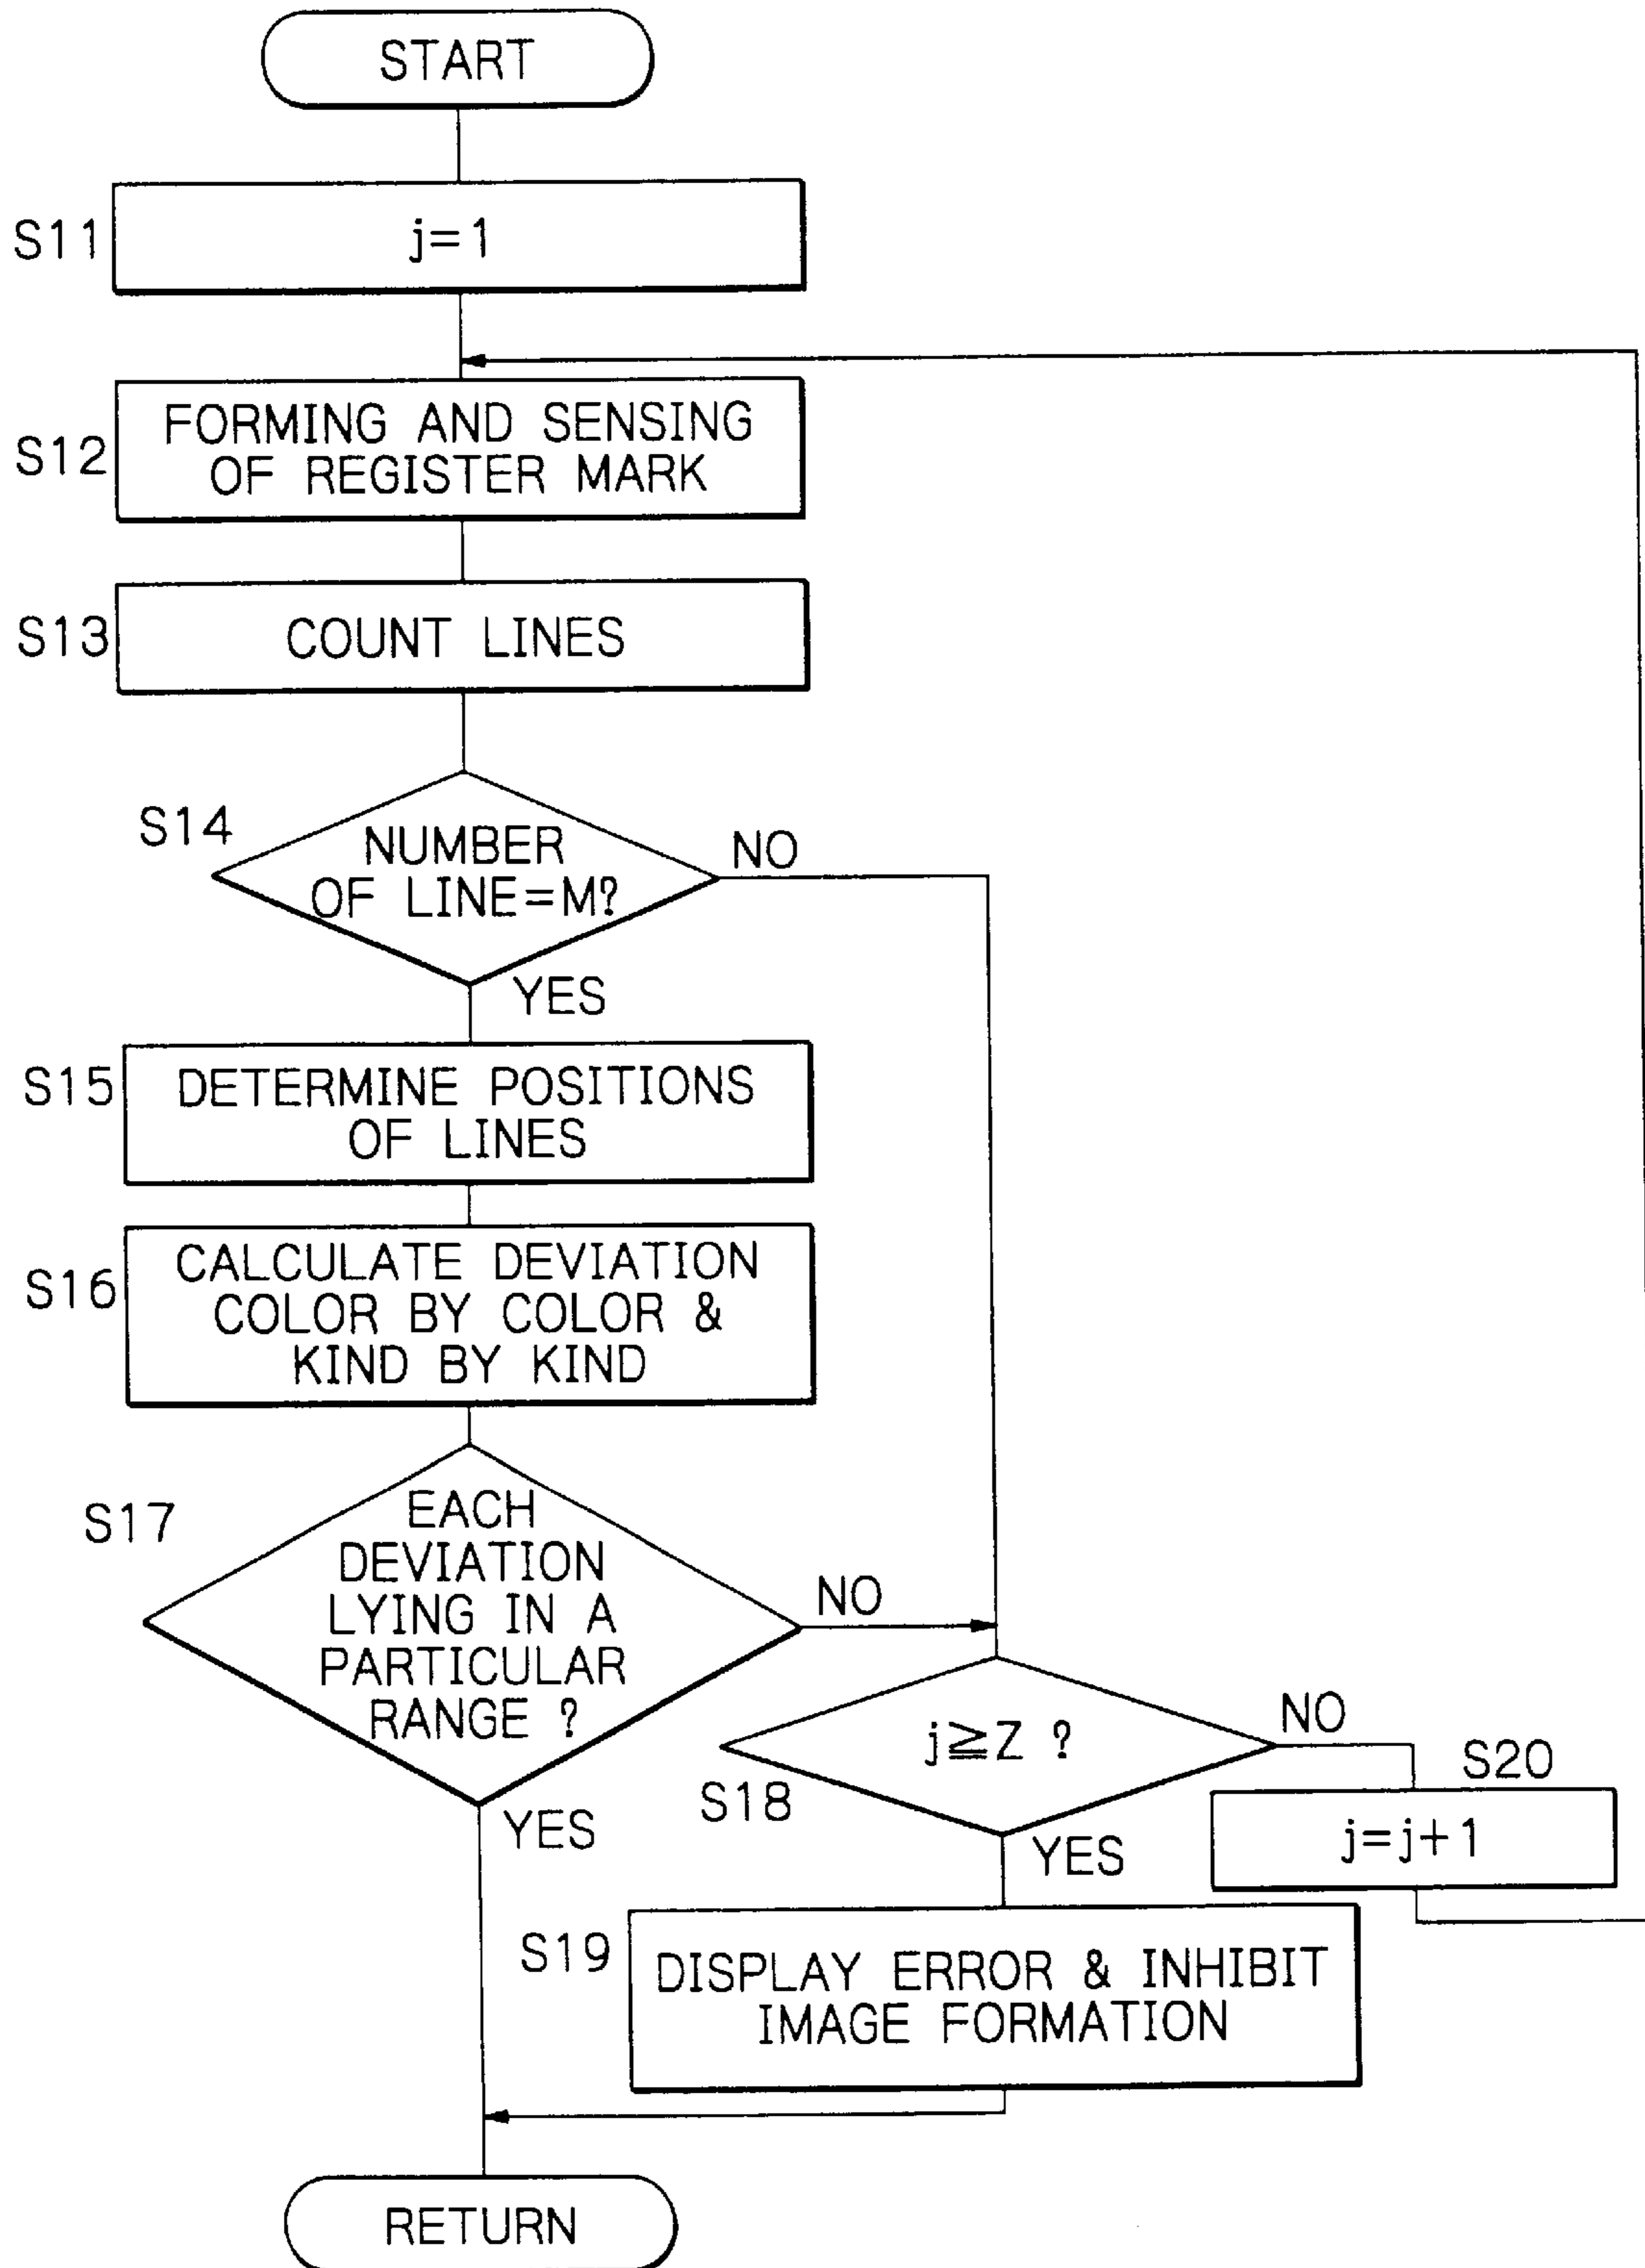 START
S11
j=1
S12
FORMING AND SENSING
OF REGISTER MARK
S13
COUNT LINES
S14
NUMBER
OF LINE=M?
NO
YES
S15
DETERMINE POSITIONS
OF LINES
S16
CALCULATE DEVIATION
COLOR BY COLOR &
KIND BY KIND
S17
EACH
DEVIATION
LYING IN A
PARTICULAR
RANGE ?
NO
YES
S18
j≧Z ?
NO
YES
S20
j=j+1
S19
DISPLAY ERROR & INHIBIT
IMAGE FORMATION
RETURN